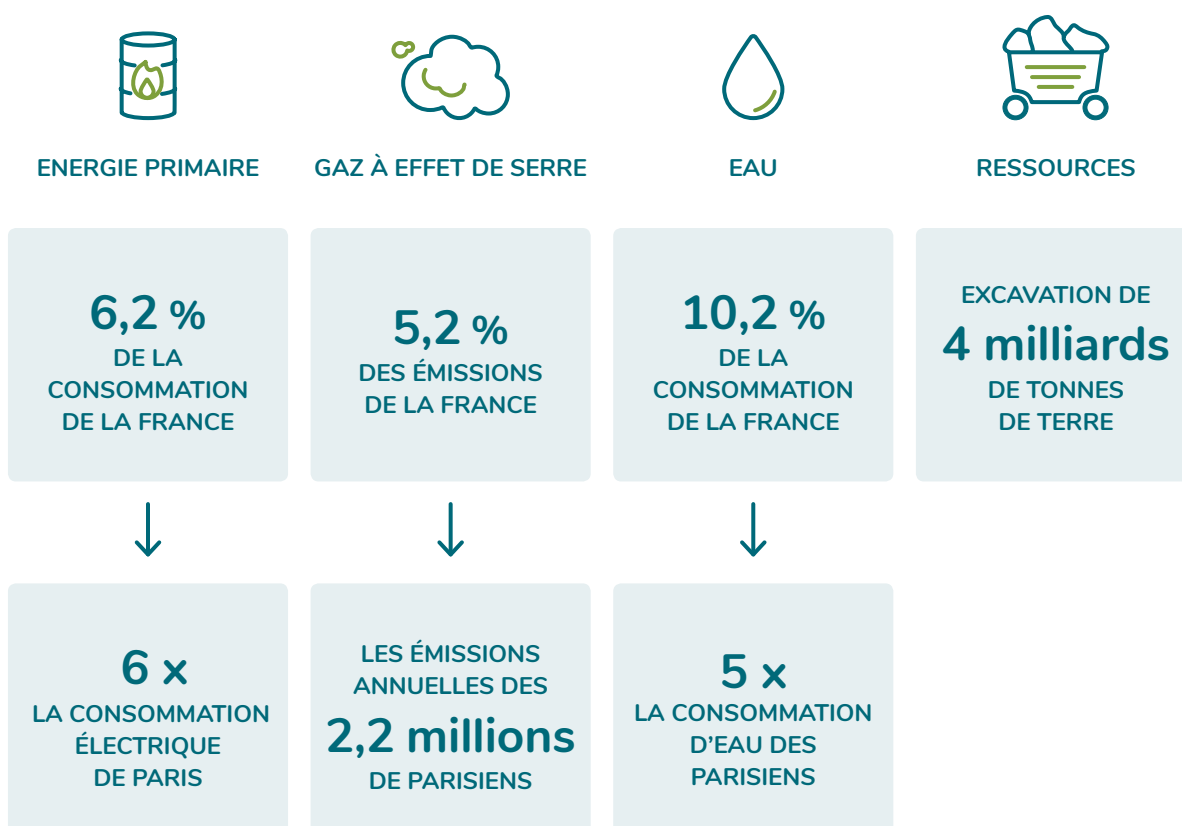 ENERGIE PRIMAIRE
GAZ À EFFET DE SERRE
EAU
RESSOURCES
6,2 %
DE LA
CONSOMMATION
DE LA FRANCE
5,2 %
DES ÉMISSIONS
DE LA FRANCE
10,2 %
DE LA
CONSOMMATION
DE LA FRANCE
EXCAVATION DE
4 milliards
DE TONNES
DE TERRE
6 x
LA CONSOMMATION
ÉLECTRIQUE
DE PARIS
LES ÉMISSIONS
ANNUELLES DES
2,2 millions
DE PARISIENS
5 x
LA CONSOMMATION
D'EAU DES
PARISIENS